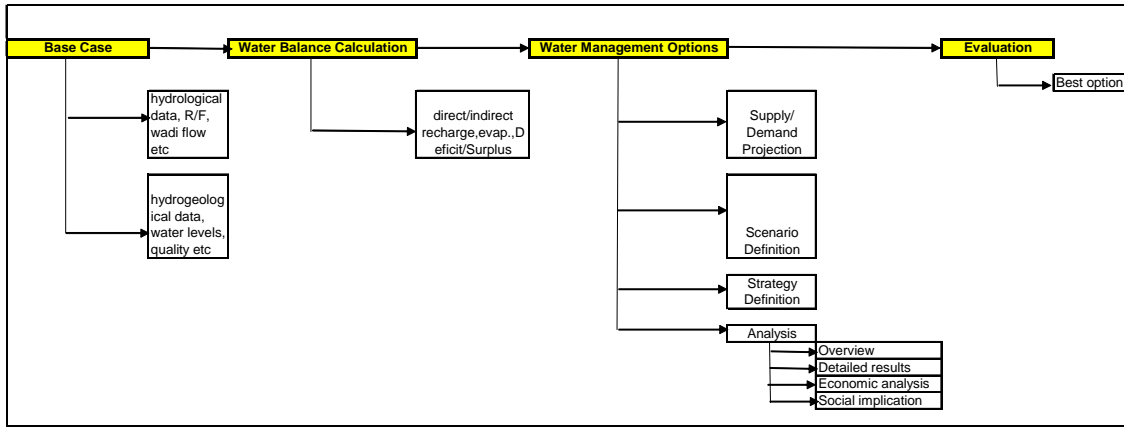 Base Case
Water Balance Calculation
Water Management Options
Evaluation
Best option
hydrological
data, R/F,
wadi flow
etc
direct/indirect
recharge,evap.,D
eficit/Surplus
Supply/
Demand
Projection
hydrogeolog
ical data,
water levels,
quality etc
Scenario
Definition
Strategy
Definition
Analysis
Overview
Detailed results
Economic analysis
Social implication